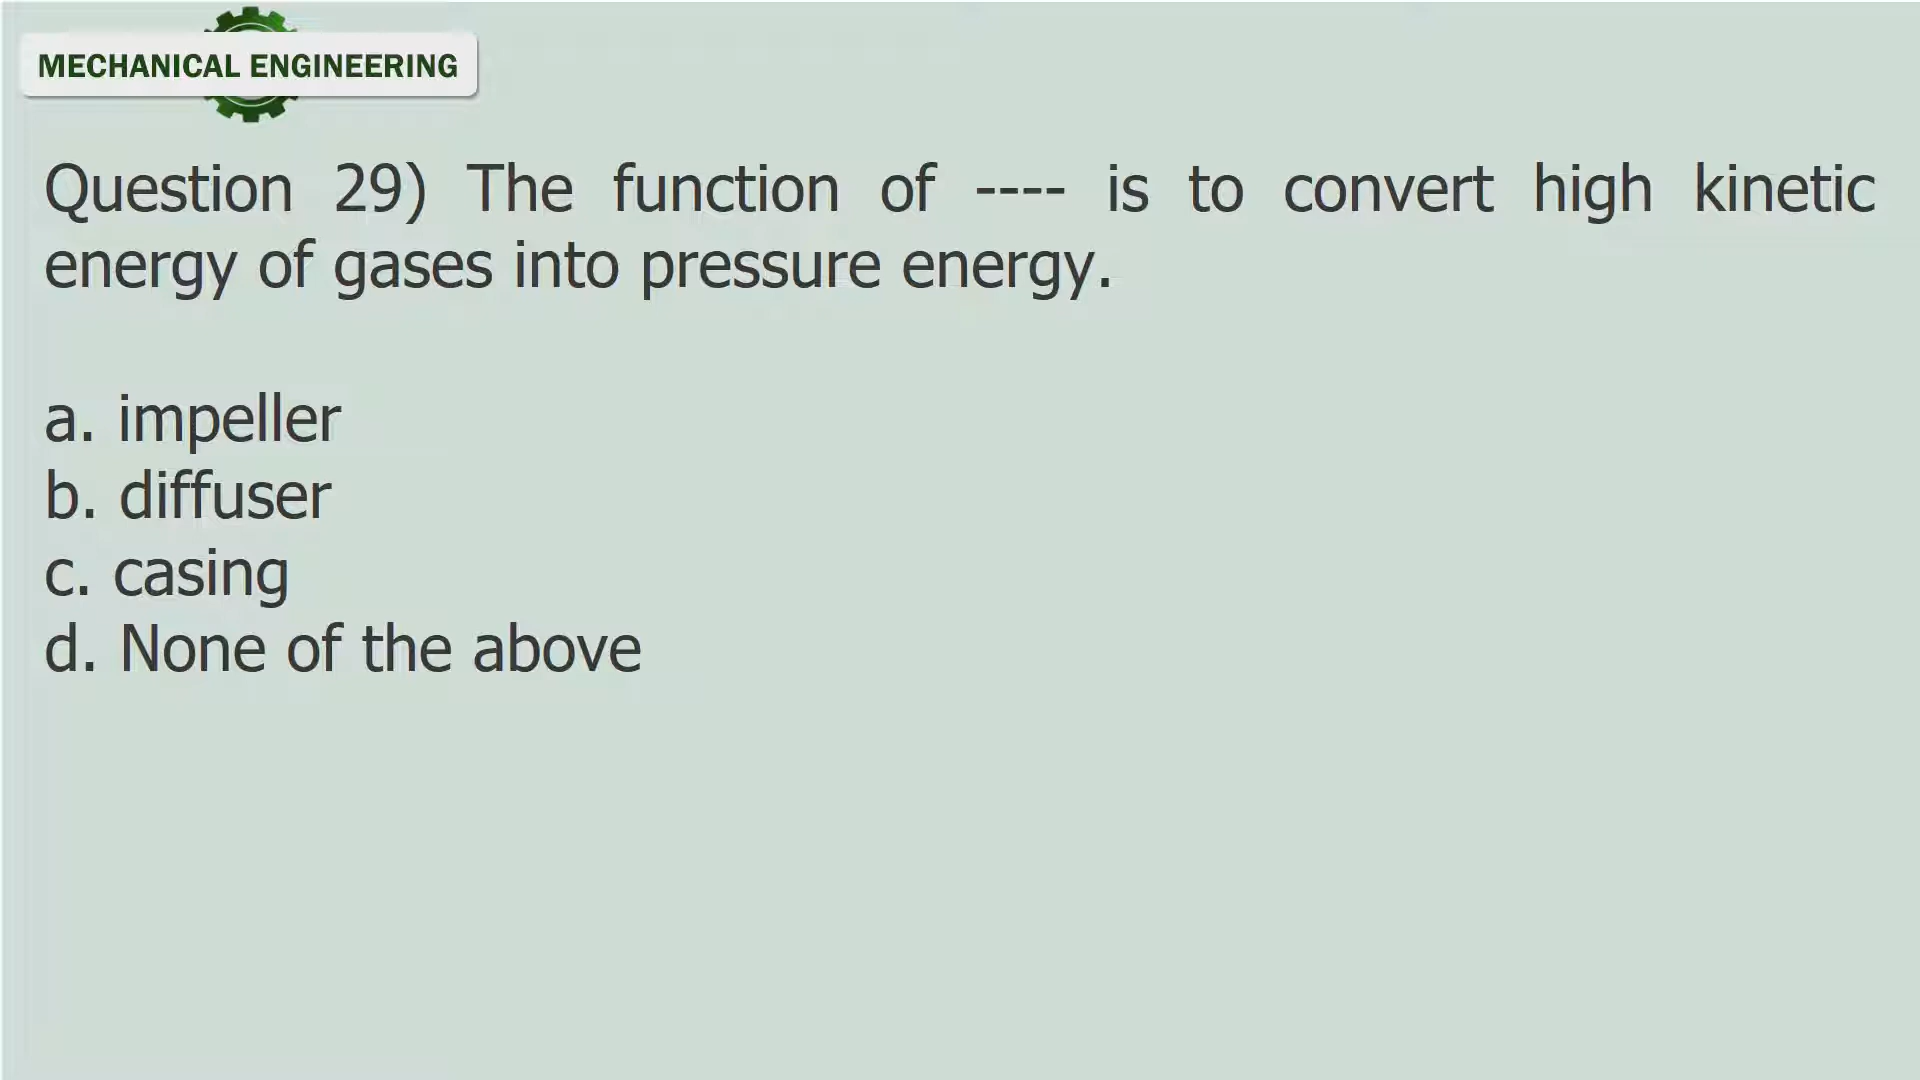 MECHANICAL ENGINEERING
Question 29) The function of ---- is to convert high kinetic
energy of gases into pressure energy.
a. impeller
b. diffuser
c. casing
d. None of the above